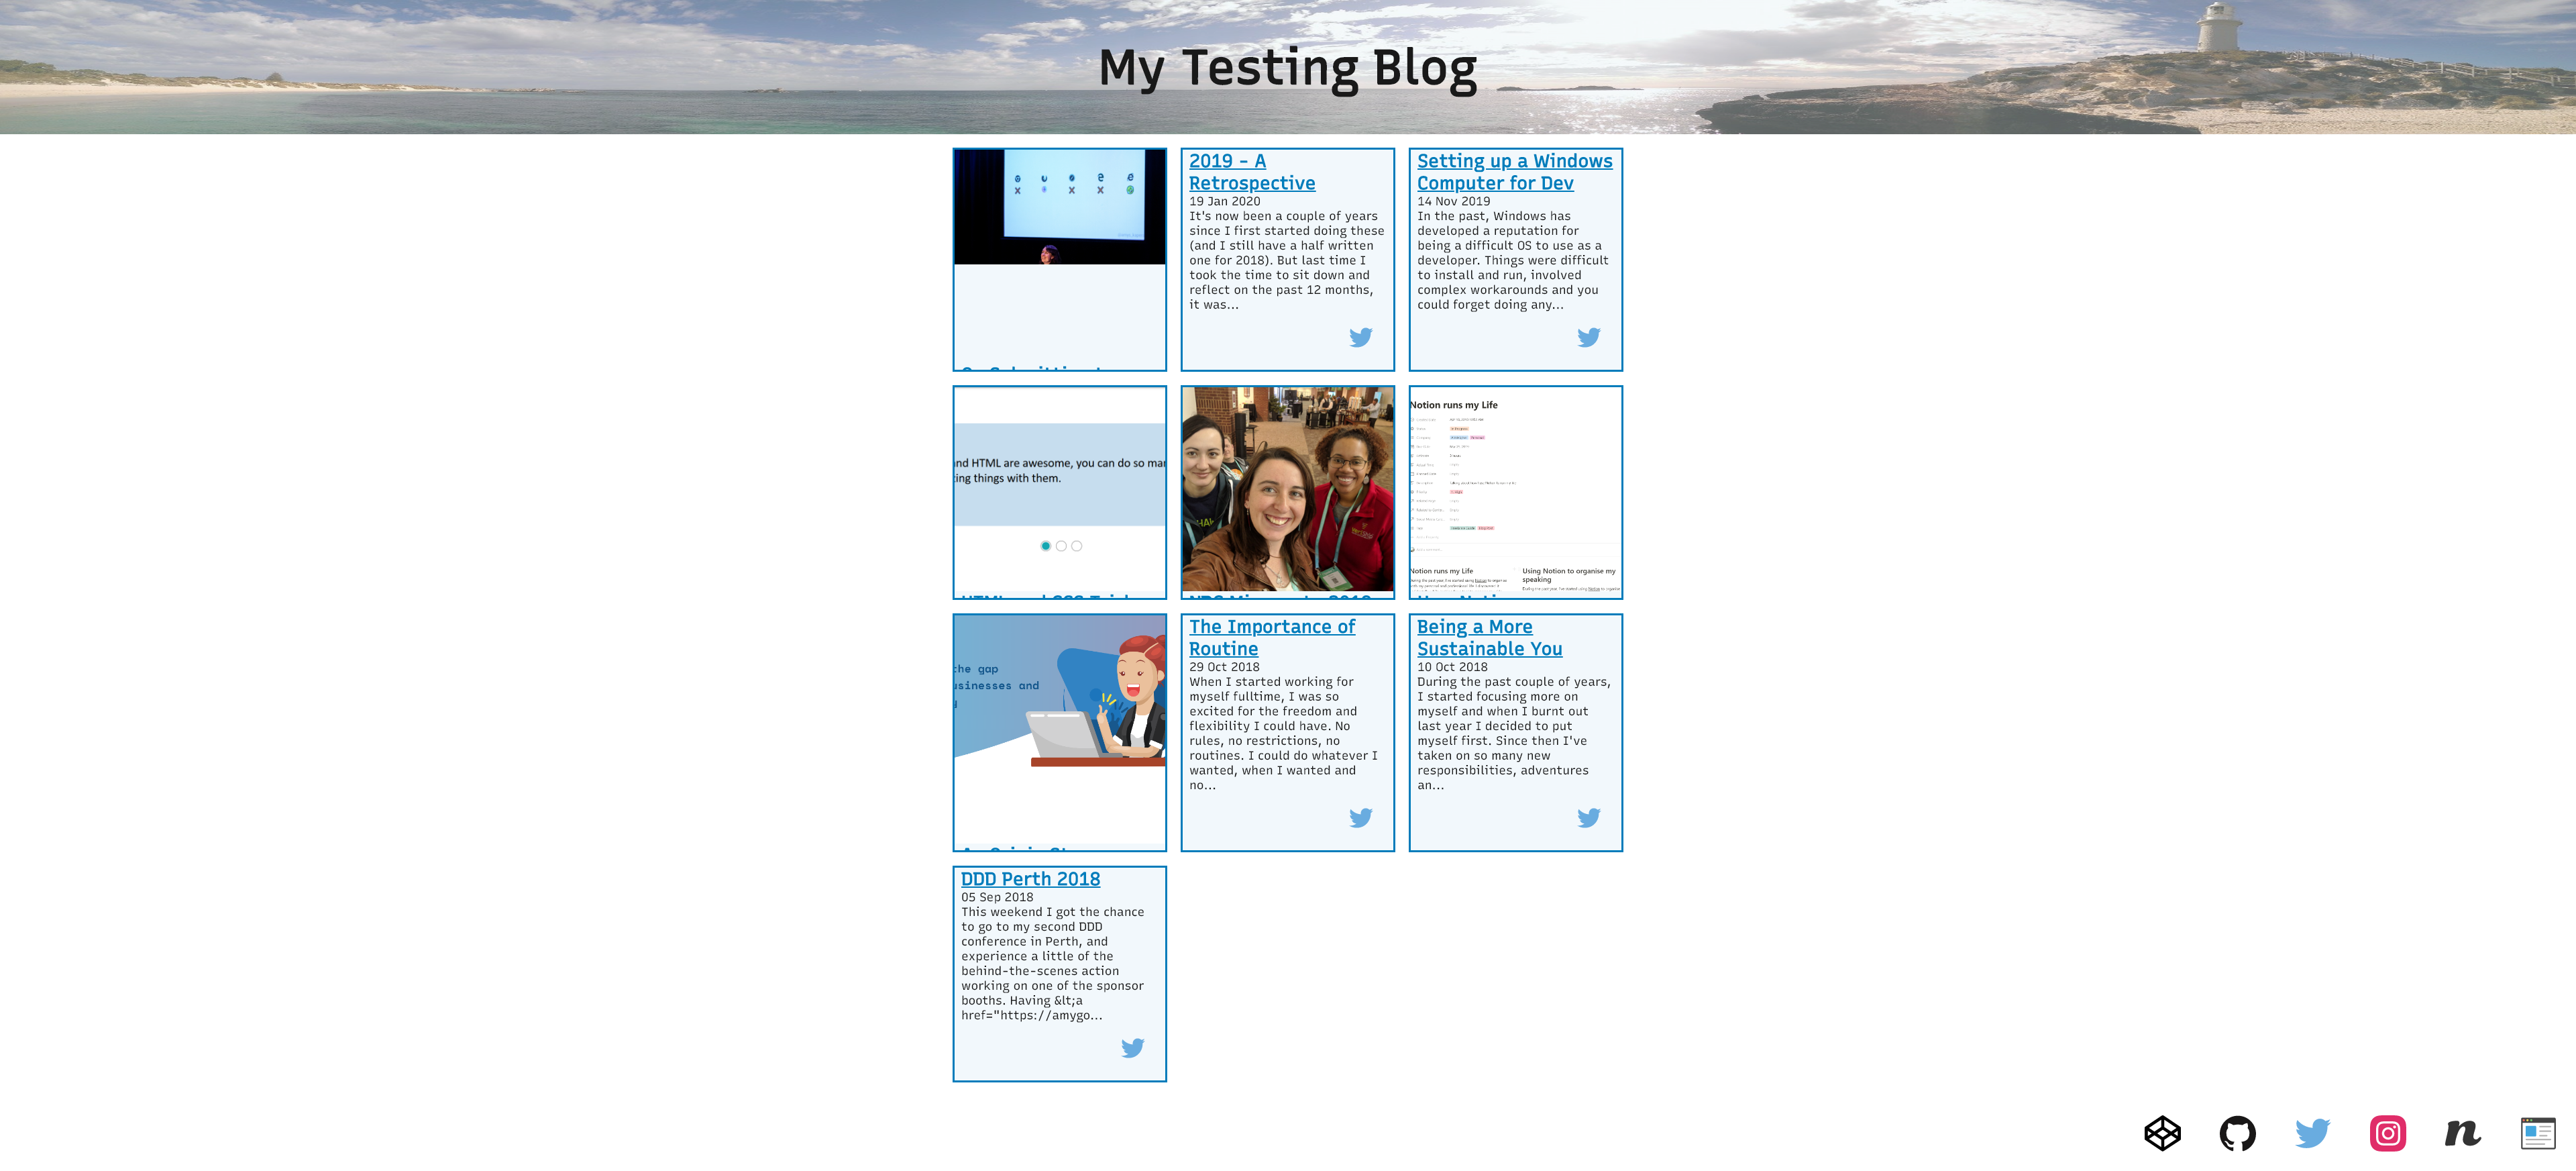 My Testing Blog
2019 - A
Retrospective
19 Jan 2020
It's now been a couple of years
since I first started doing these
(and I still have a half written
one for 2018). But last time I
took the time to sit down and
reflect on the past 12 months,
it was...
Setting up a Windows
Computer for Dev
14 Nov 2019
In the past, Windows has
developed a reputation for
being a difficult OS to use as a
developer. Things were difficult
to install and run, involved
complex workarounds and you
could forget doing any...
and HTML are awesome, you can do so
ing things with them.
Notion runs my Life
Notion runs my Life
Using Notion to organise my
speaking
the gap
usinesses and
The Importance of
Routine
29 Oct 2018
When I started working for
myself fulltime, I was so
excited for the freedom and
flexibility I could have. No
rules, no restrictions, no
routines. I could do whatever I
wanted, when I wanted and
no...
Being a More
Sustainable You
10 Oct 2018
During the past couple of years,
I started focusing more on
myself and when I burnt out
last year I decided to put
myself first. Since then I've
taken on so many new
responsibilities, adventures
an...
DDD Perth 2018
05 Sep 2018
This weekend I got the chance
to go to my second DDD
conference in Perth, and
experience a little of the
behind-the-scenes action
working on one of the sponsor
booths. Having &lt;a
href="https://amygo...
n